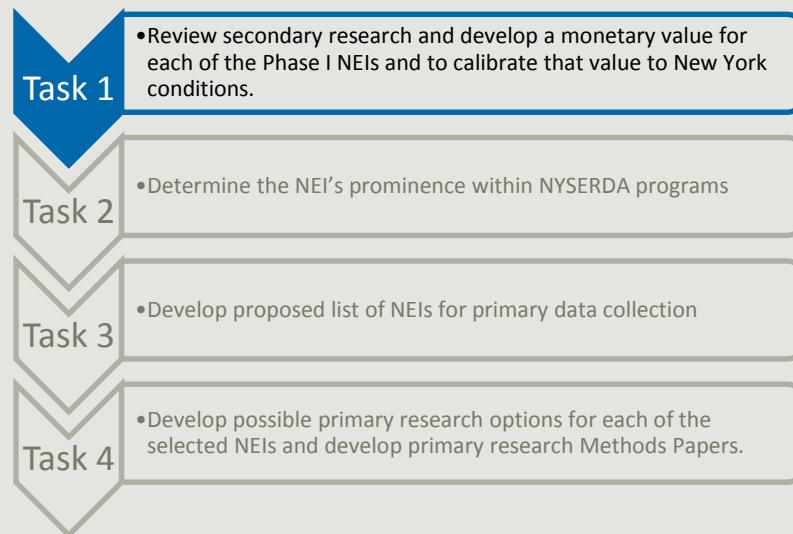 Task 1
•Review secondary research and develop a monetary value for
each of the Phase I NEIs and to calibrate that value to New York
conditions.
Task 2
•Determine the NEI’s prominence within NYSERDA programs
Task 3
•Develop proposed list of NEIs for primary data collection
Task 4
•Develop possible primary research options for each of the
selected NEIs and develop primary research Methods Papers.